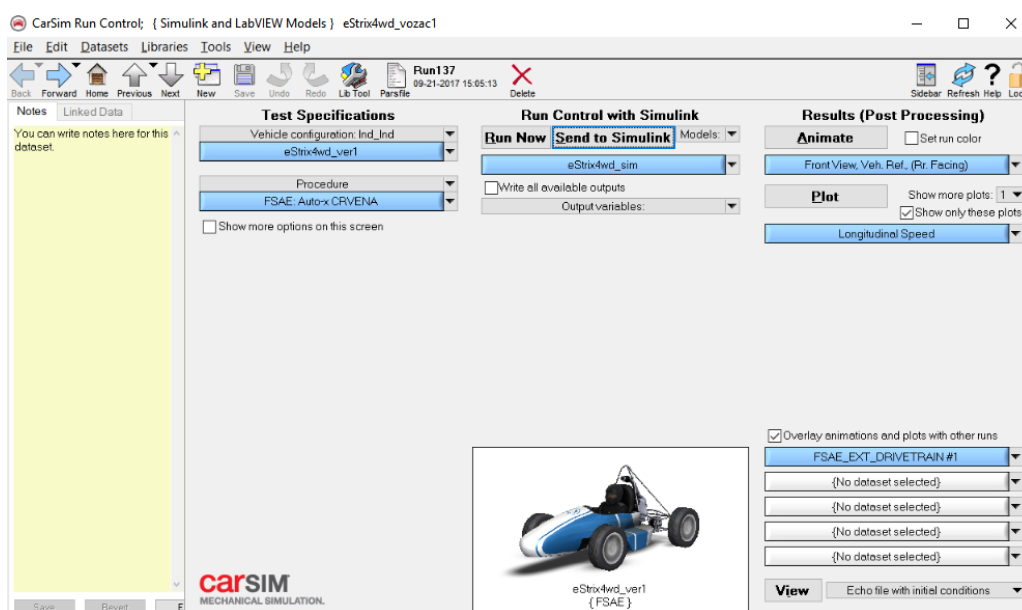 CarSim Run Control; { Simulink and LabVIEW Models } eStrix4wd_vozac1
File Edit Datasets Libraries Tools View Help
Back Forward Home Previous Next New Save Undo Redo Lib Tool Parsfile
Run137
09-21-2017 15:05:13
Delete
Sidebar Refresh Help Loc
Notes Linked Data
You can write notes here for this
dataset.
Save Revert E
Test Specifications
Vehicle configuration: Ind_Ind
eStrix4wd_ver1
Procedure
FSAE: Auto-x CRVENA
Show more options on this screen
Run Control with Simulink
Run Now Send to Simulink Models:
eStrix4wd_sim
Write all available outputs
Output variables:
Results (Post Processing)
Animate Set run color
Front View, Veh. Ref., (Rr. Facing)
Plot Show more plots: 1
Show only these plots
Longitudinal Speed
Overlay animations and plots with other runs
FSAE_EXT_DRIVETRAIN #1
{No dataset selected}
{No dataset selected}
{No dataset selected}
{No dataset selected}
View Echo file with initial conditions
carSIM
MECHANICAL SIMULATION.
eStrix4wd_ver1
{ FSAE }